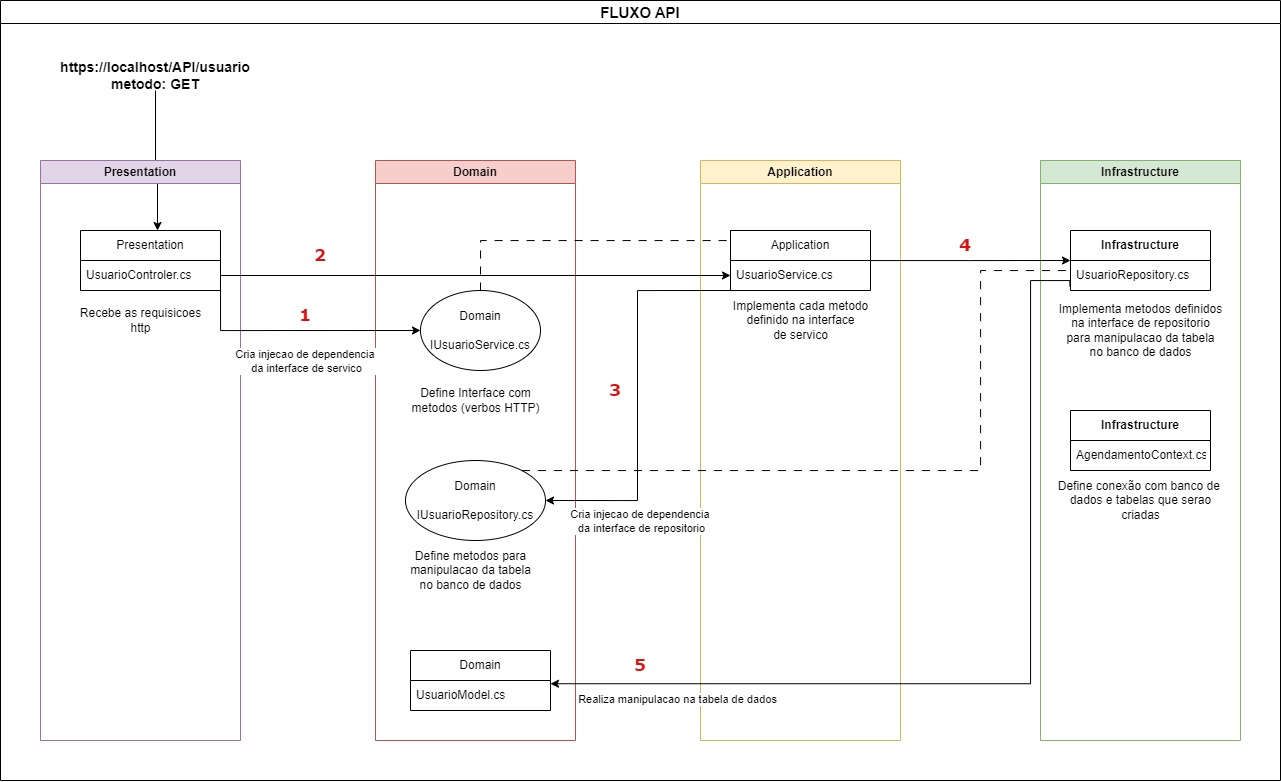 FLUXO API
https://localhost/API/usuario
metodo: GET
Presentation
Domain
Application
Infrastructure
Presentation
UsuarioControler.cs
Recebe as requisicoes
http
2
1
Cria injecao de dependencia
da interface de servico
Domain
IUsuarioService.cs
Define Interface com
metodos (verbos HTTP)
Application
UsuarioService.cs
Implementa cada metodo
definido na interface
de servico
4
Infrastructure
UsuarioRepository.cs
Implementa metodos definidos
na interface de repositorio
para manipulacao da tabela
no banco de dados
3
Domain
IUsuarioRepository.cs
Define metodos para
manipulacao da tabela
no banco de dados
Cria injecao de dependencia
da interface de repositorio
Infrastructure
AgendamentoContext.cs
Define conexão com banco de
dados e tabelas que serao
criadas
Domain
UsuarioModel.cs
5
Realiza manipulacao na tabela de dados